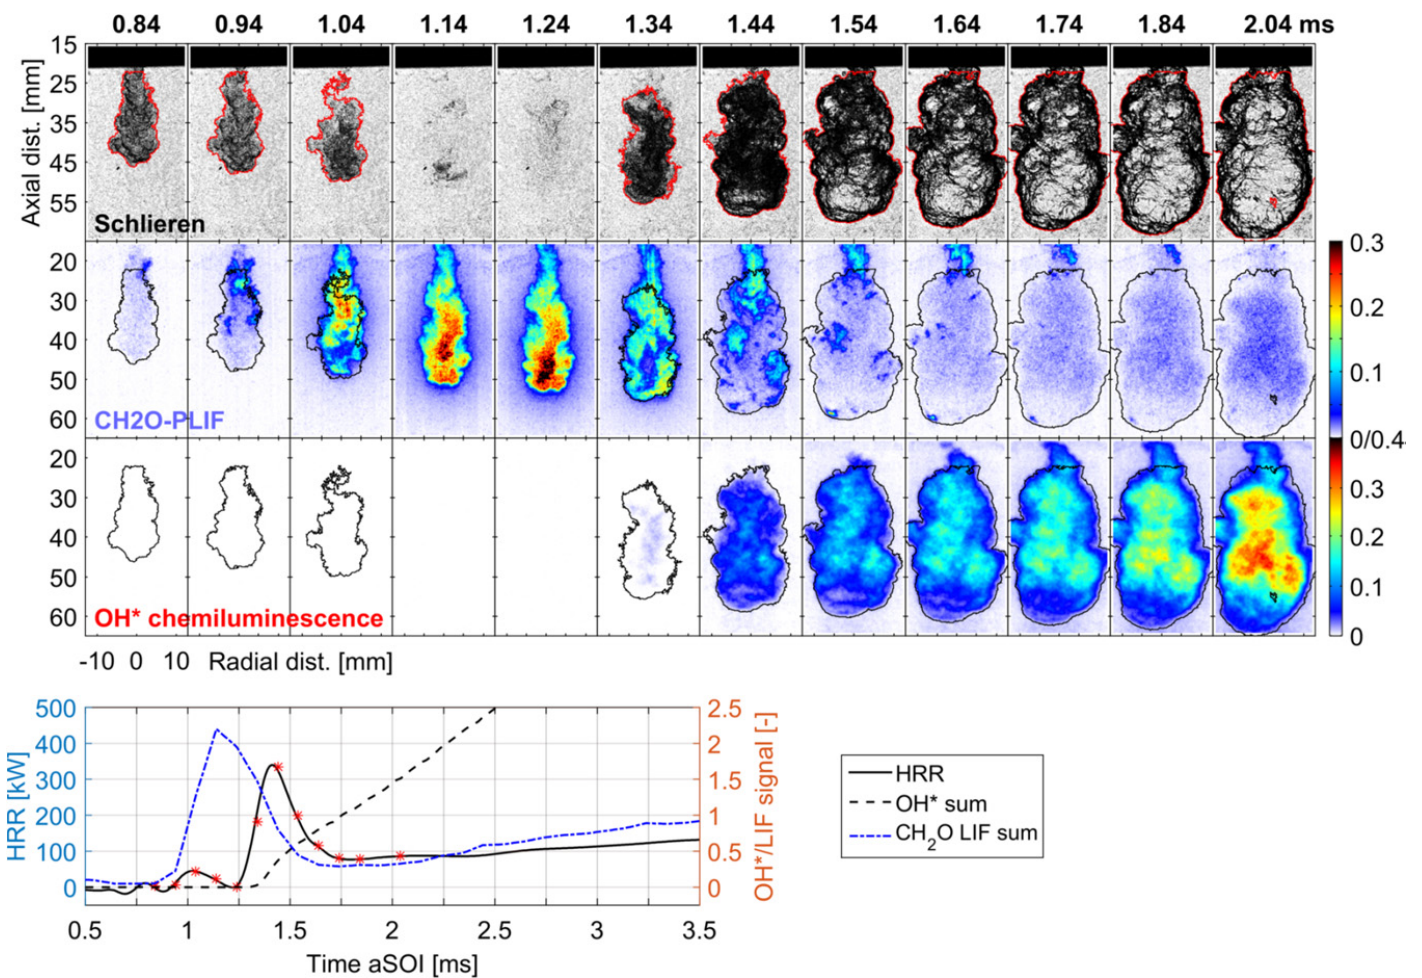 0.84 0.94 1.04 1.14 1.24 1.34 1.44 1.54 1.64 1.74 1.84 2.04 ms
15
25
35
45
55
Axial dist. [mm]
Schlieren
20
30
40
50
60
CH2O-PLIF
0.3
0.2
0.1
0/0.4
20
30
40
50
60
OH* chemiluminescence
0.3
0.2
0.1
0
-10 0 10 Radial dist. [mm]
500
400
300
200
100
0
HRR [kW]
2.5
2
1.5
1
0.5
0
OH*/LIF signal [-]
0.5 1 1.5 2 2.5 3 3.5
Time aSOI [ms]
HRR
OH* sum
CH2O LIF sum